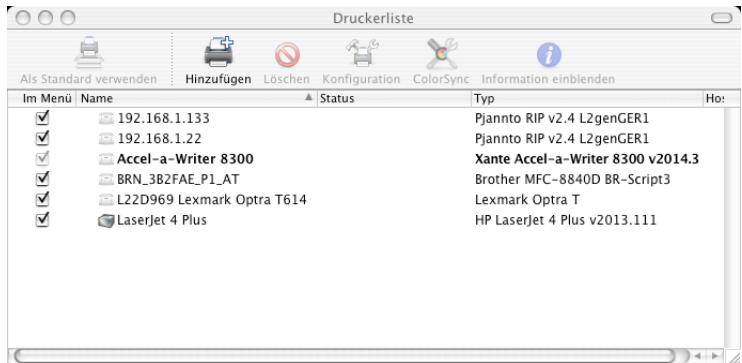 Druckerliste
Als Standard verwenden Hinzufügen Löschen Konfiguration ColorSync Information einblenden
Im Menü Name Status Typ Hos
192.168.1.133 Pjannto RIP v2.4 L2genGER1
192.168.1.22 Pjannto RIP v2.4 L2genGER1
Accel-a-Writer 8300 Xante Accel-a-Writer 8300 v2014.3
BRN_3B2FAE_P1_AT Brother MFC-8840D BR-Script3
L22D969 Lexmark Optra T614 Lexmark Optra T
LaserJet 4 Plus HP LaserJet 4 Plus v2013.111